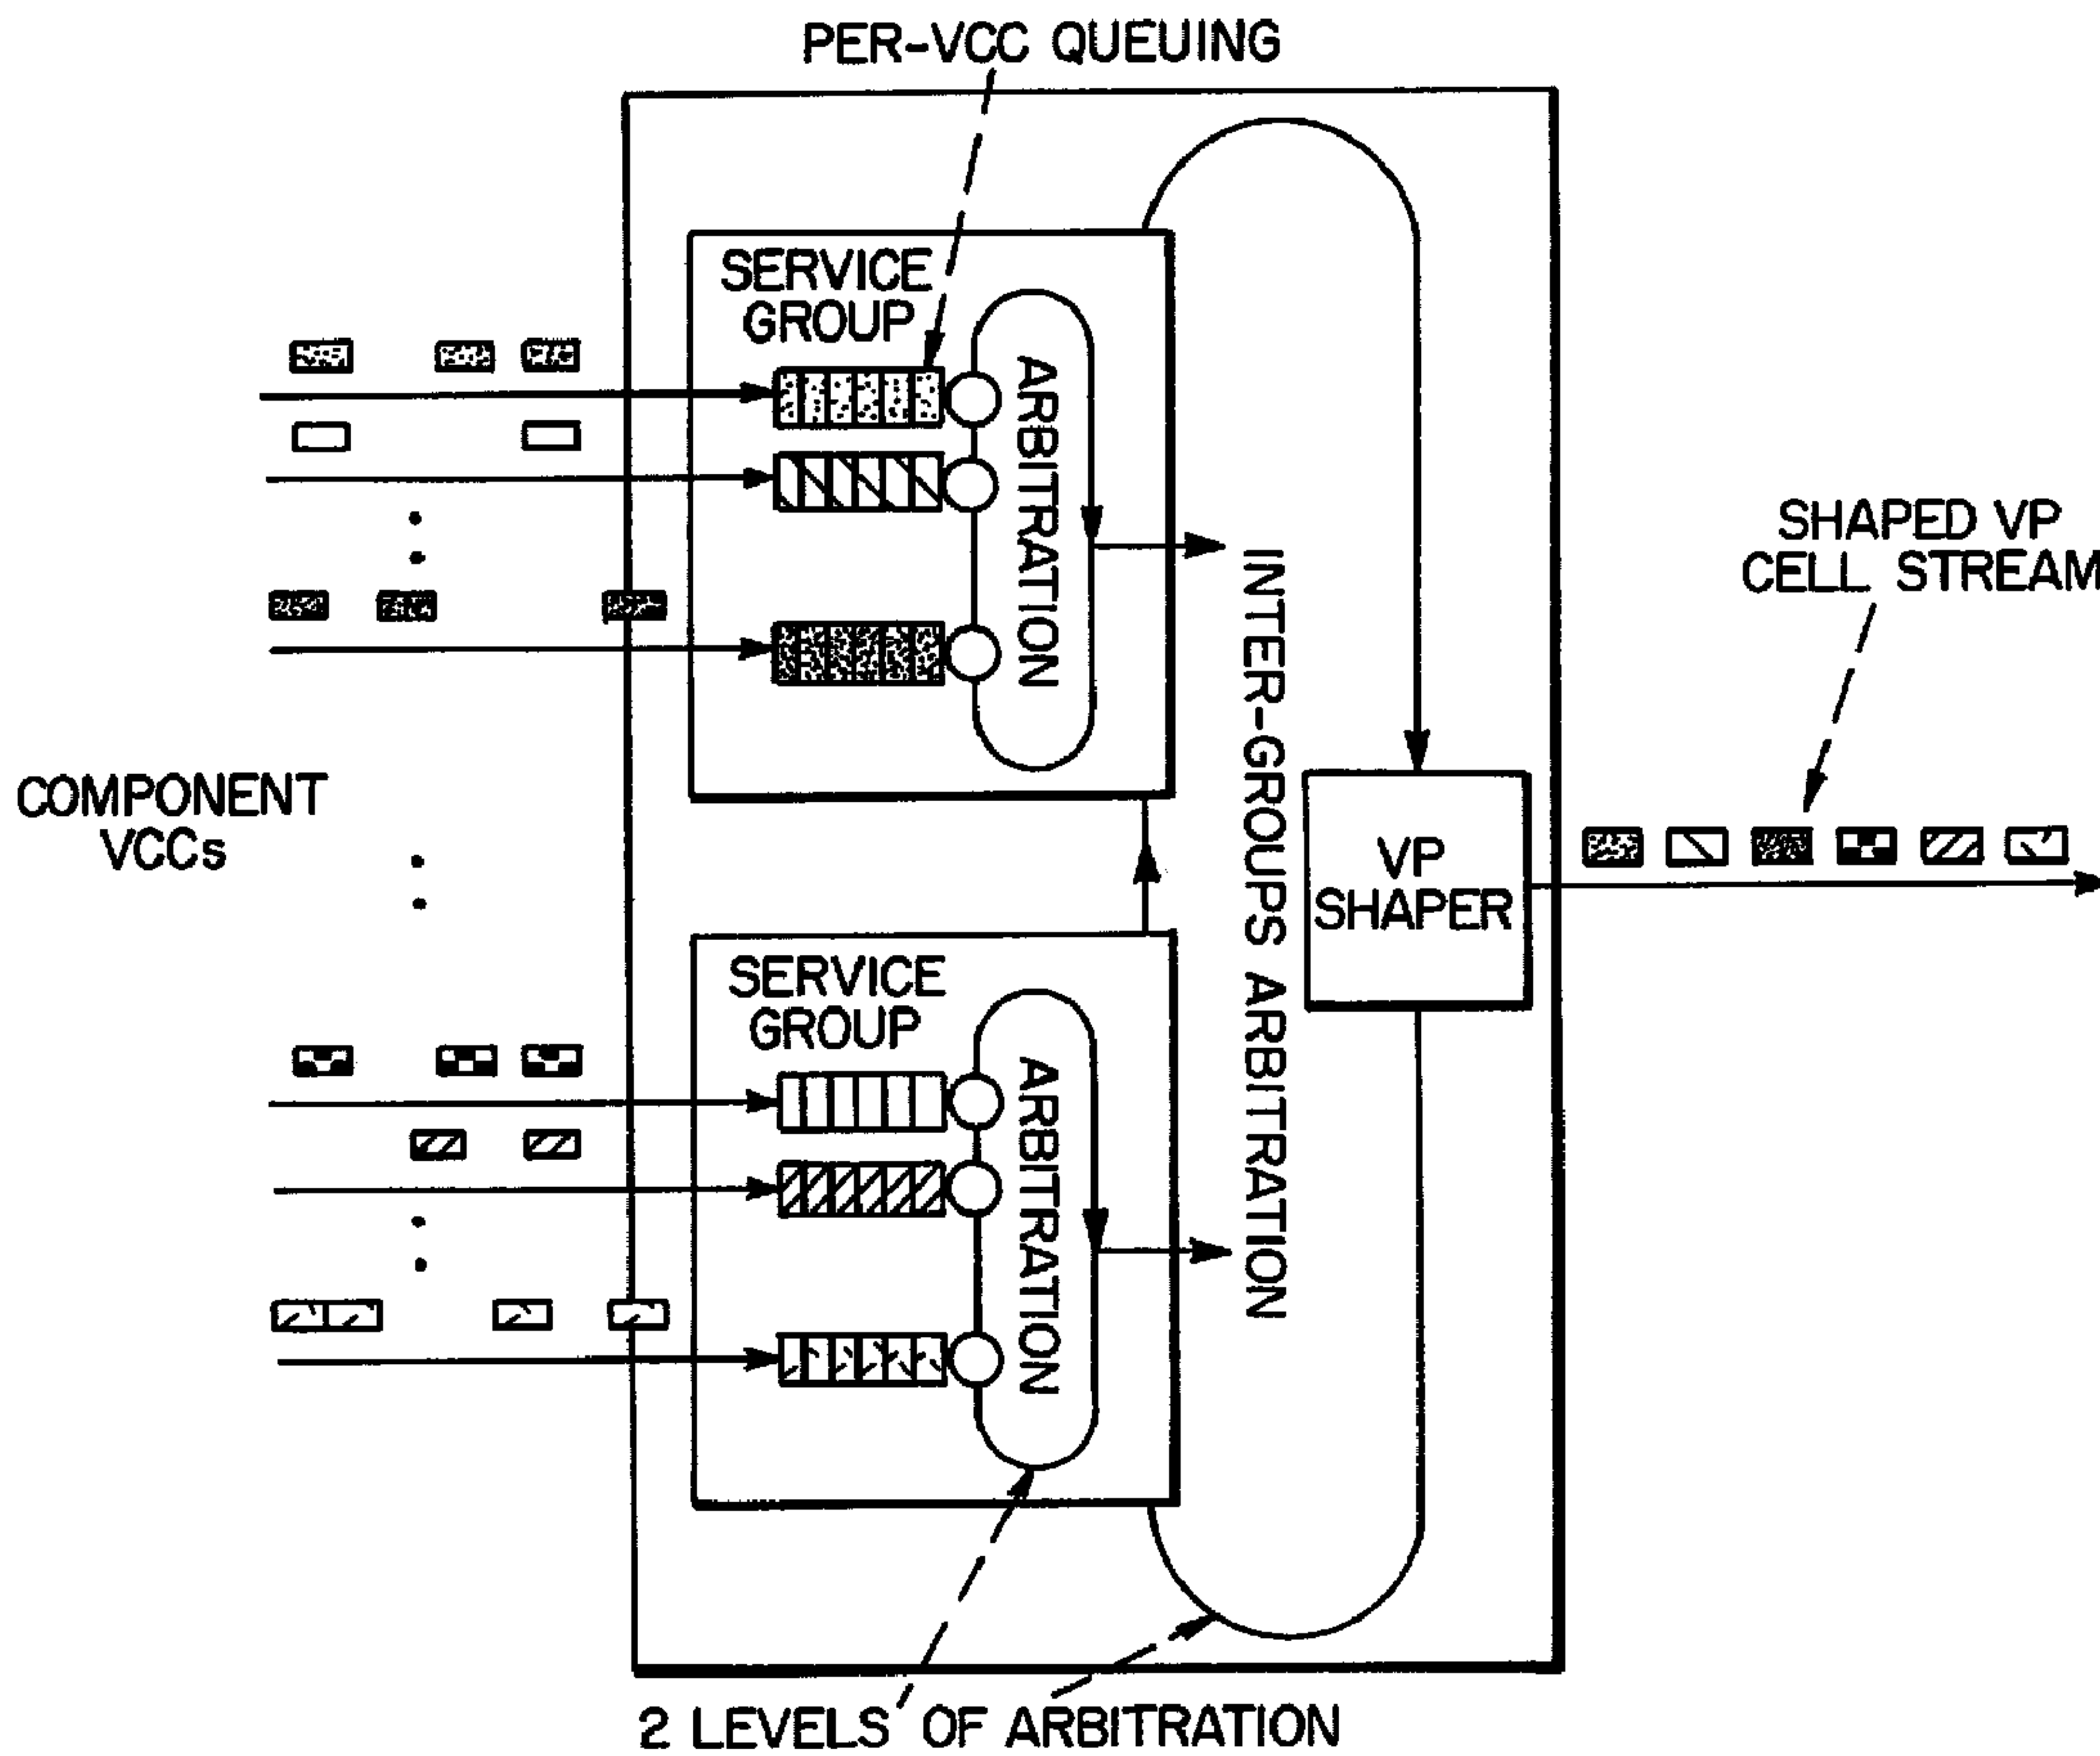 PER-VCC QUEUING
SERVICE
GROUP
ARBITRATION
INTER-GROUPS ARBITRATION
SHAPED VP
CELL STREAM
COMPONENT
VCCs
VP
SHAPER
SERVICE
GROUP
ARBITRATION
2 LEVELS OF ARBITRATION